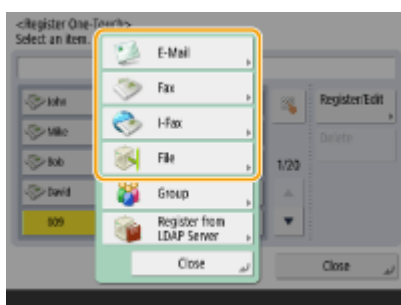 <Register One-Touch>
Select an item.
E-Mail
Fax
I-Fax
File
Group
Register from
LDAP Server
Close
John
Mike
Bob
David
009
1/20
Register/Edit
Delete
Close